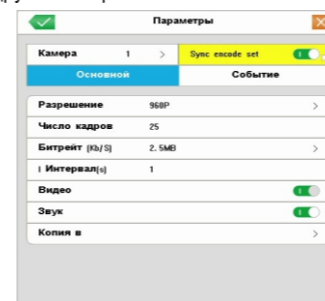 Параметры
Камера 1 > Sync encode set
Основной Событие
Разрешение 960P >
Число кадров 25
Битрейт (Kb/S) 2.5MB >
I Интервал(s) 1
Видео
Звук
Копия в >